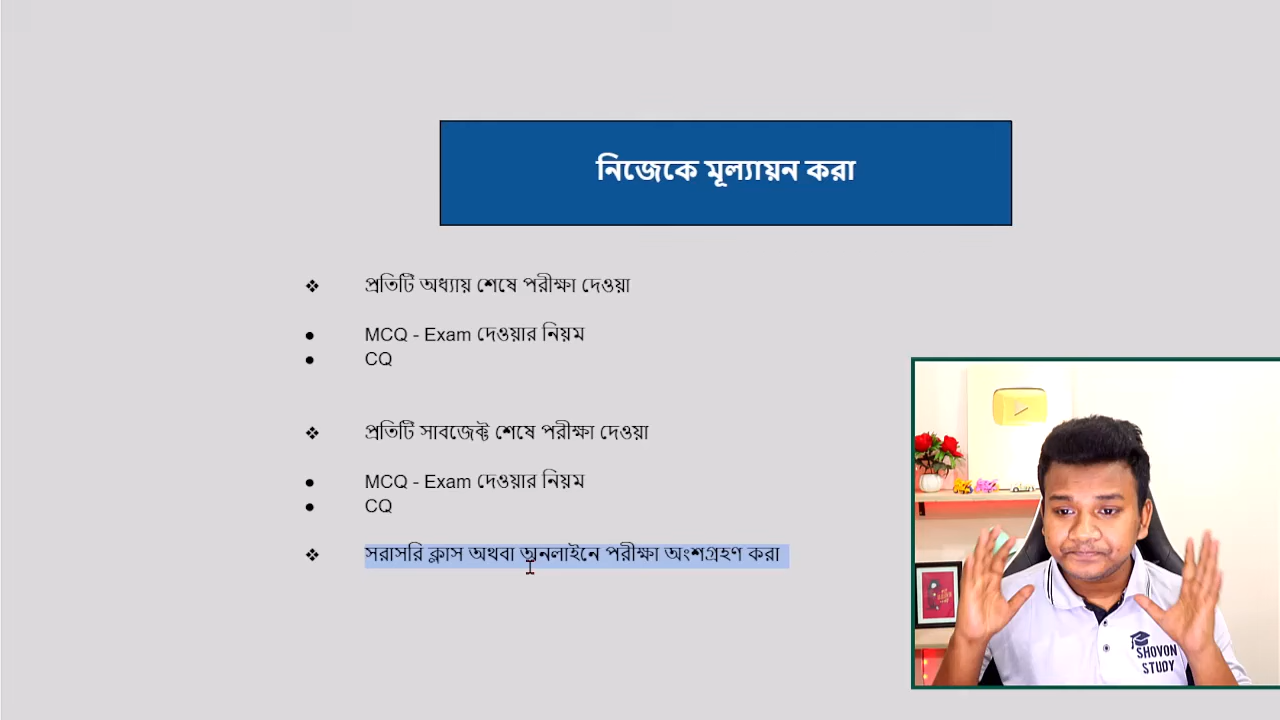 নিজেকে মূল্যায়ন করা
❖ প্রতিটি অধ্যায় শেষে পরীক্ষা দেওয়া
● MCQ - Exam দেওয়ার নিয়ম
● CQ
❖ প্রতিটি সাবজেক্ট শেষে পরীক্ষা দেওয়া
● MCQ - Exam দেওয়ার নিয়ম
● CQ
❖ সরাসরি ক্লাস অথবা অনলাইনে পরীক্ষা অংশগ্রহণ করা
SHOVON
STUDY